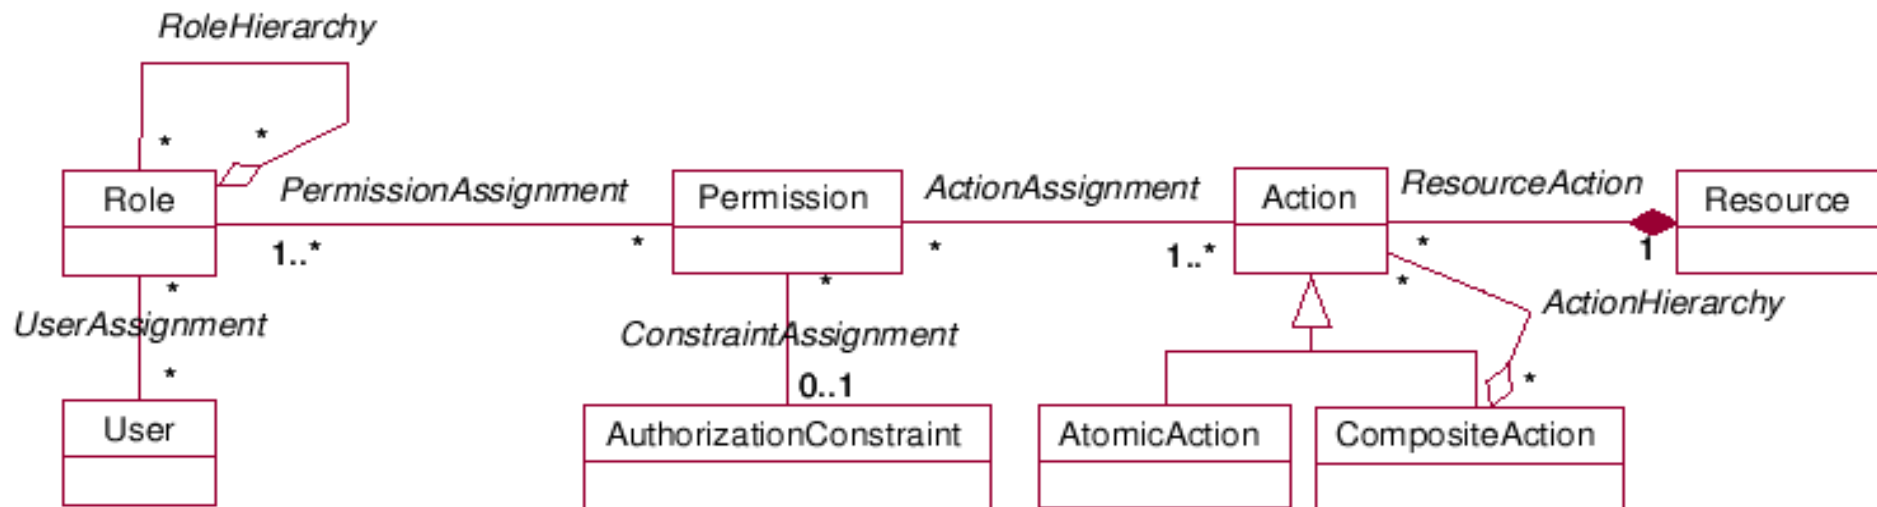 RoleHierarchy
* *
Role
PermissionAssignment
1..* *
Permission
ActionAssignment
* 1..*
Action
ResourceAction
* 1
Resource
*
UserAssignment
*
User
*
ConstraintAssignment
0..1
AuthorizationConstraint
*
ActionHierarchy
*
AtomicAction
CompositeAction